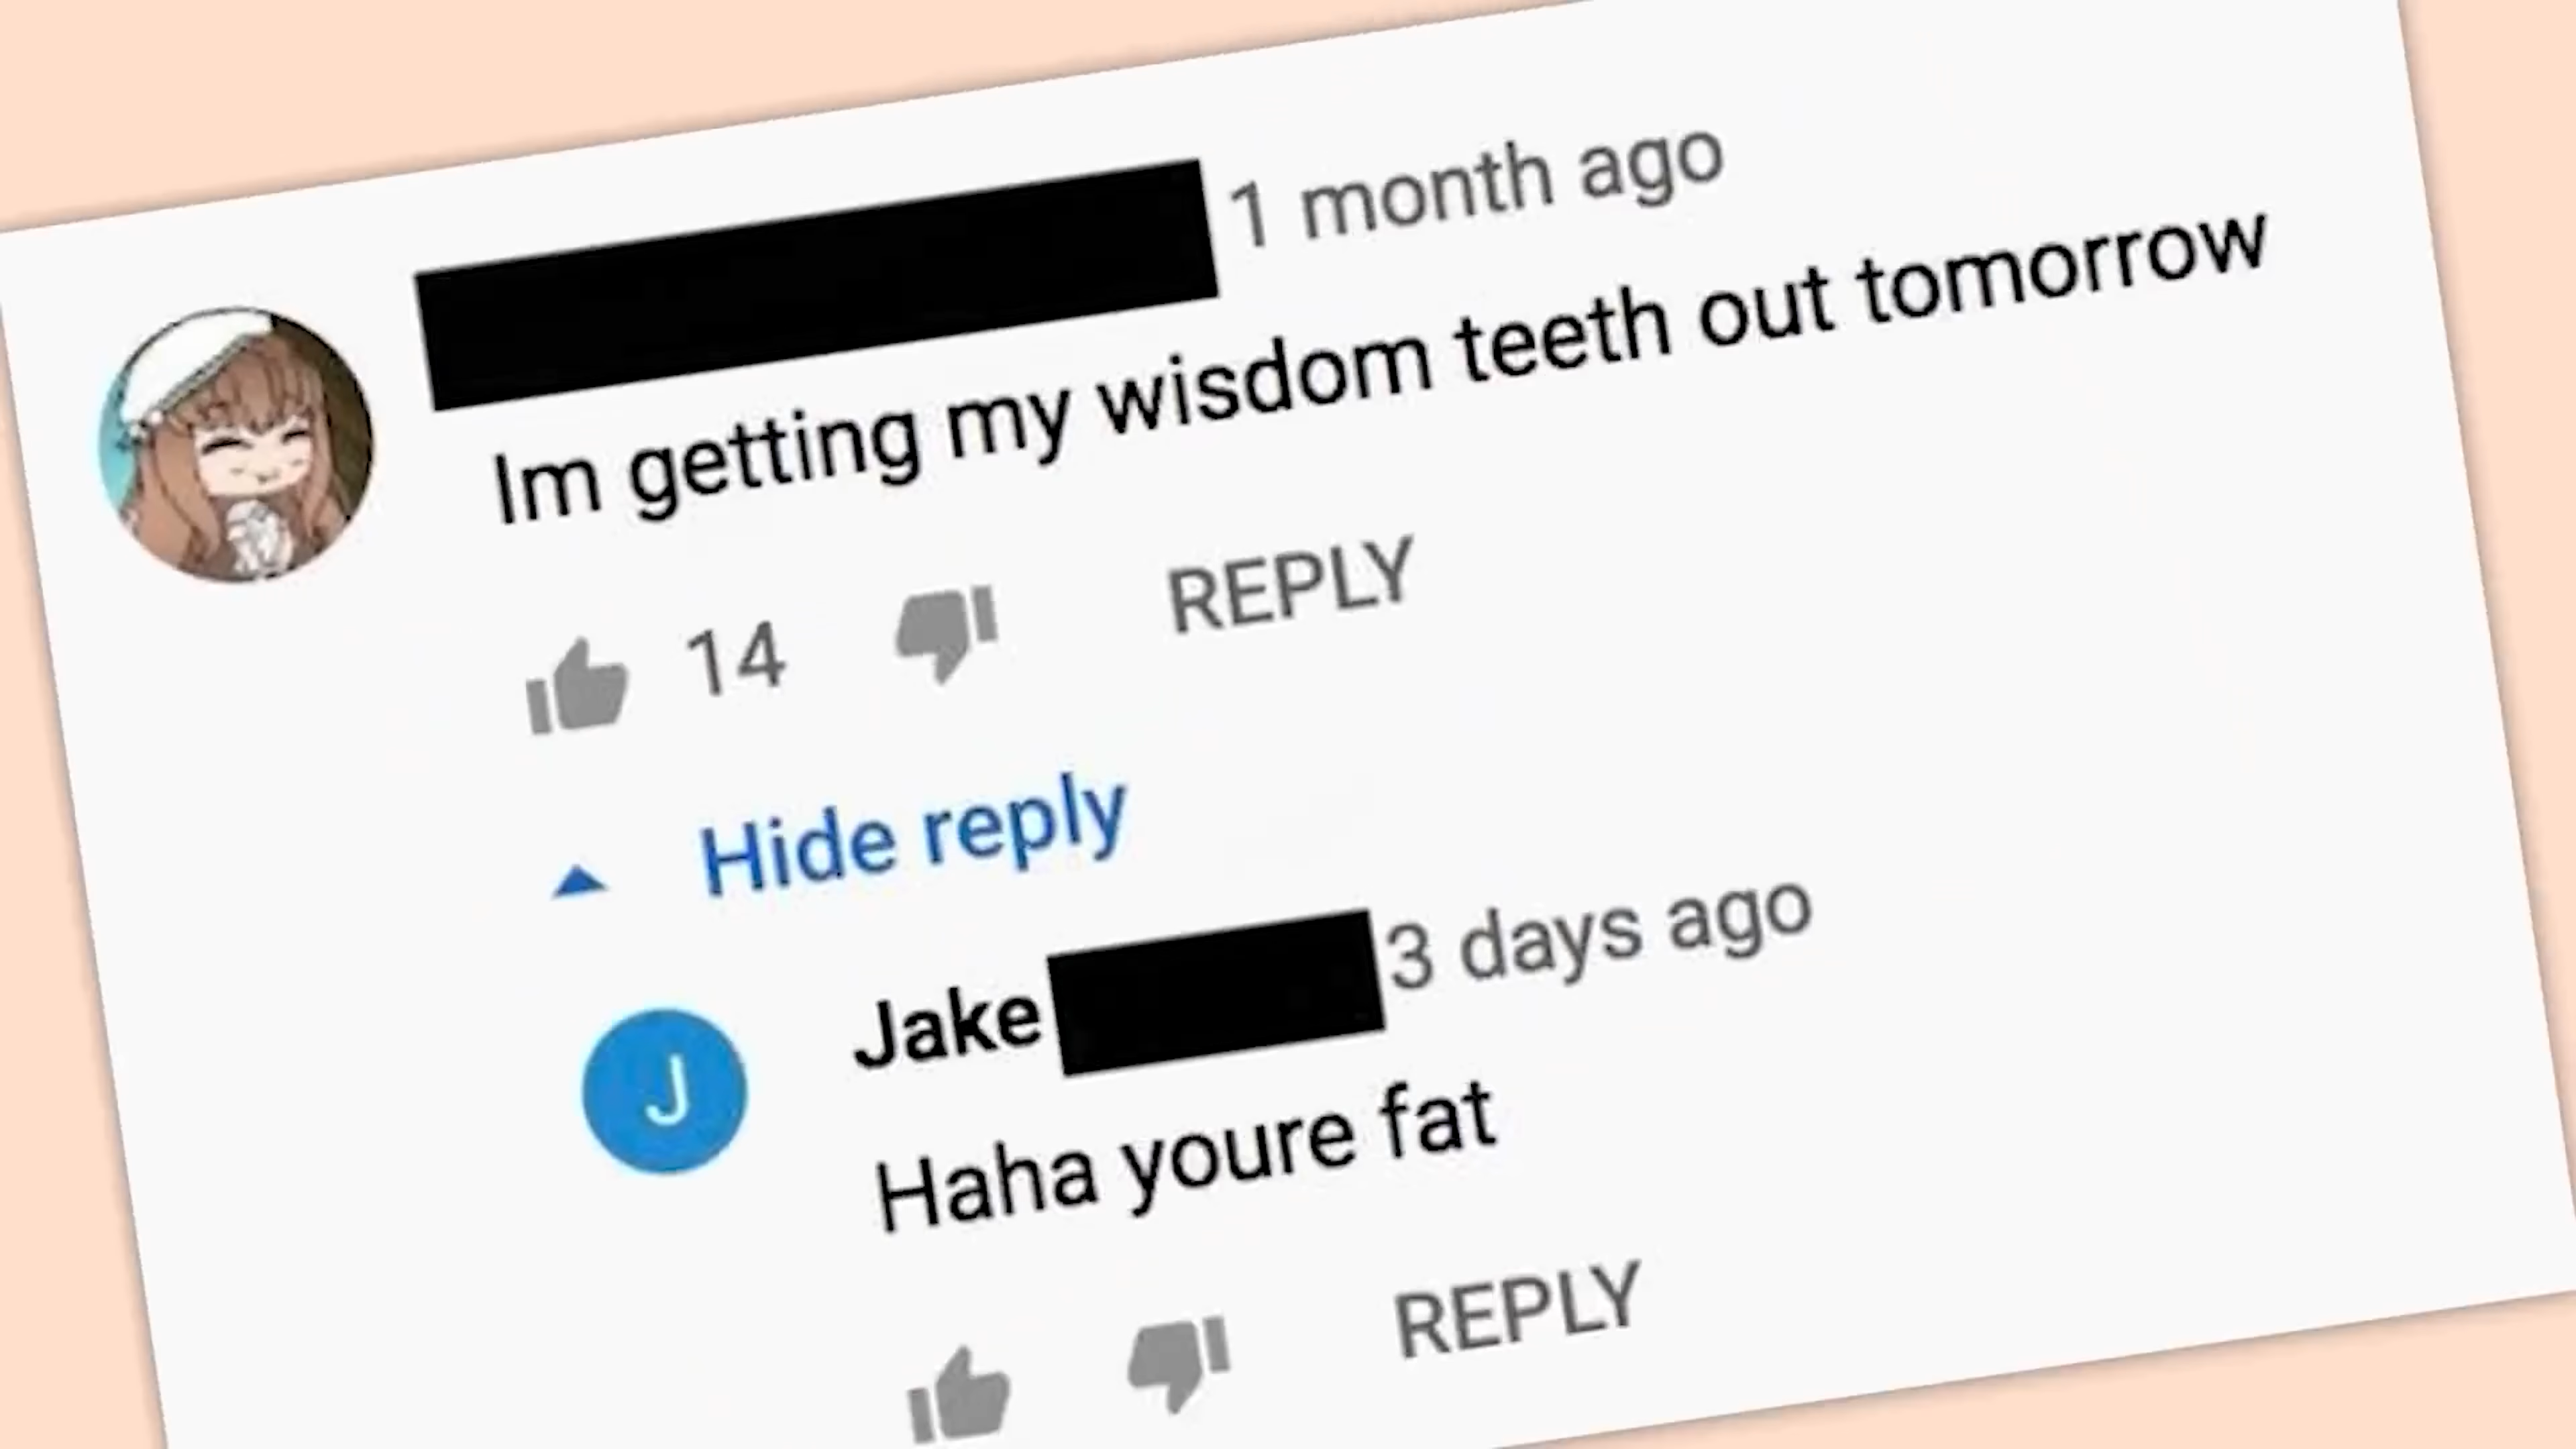 1 month ago
Im getting my wisdom teeth out tomorrow
14 REPLY
Hide reply
J
Jake 3 days ago
Haha youre fat
REPLY